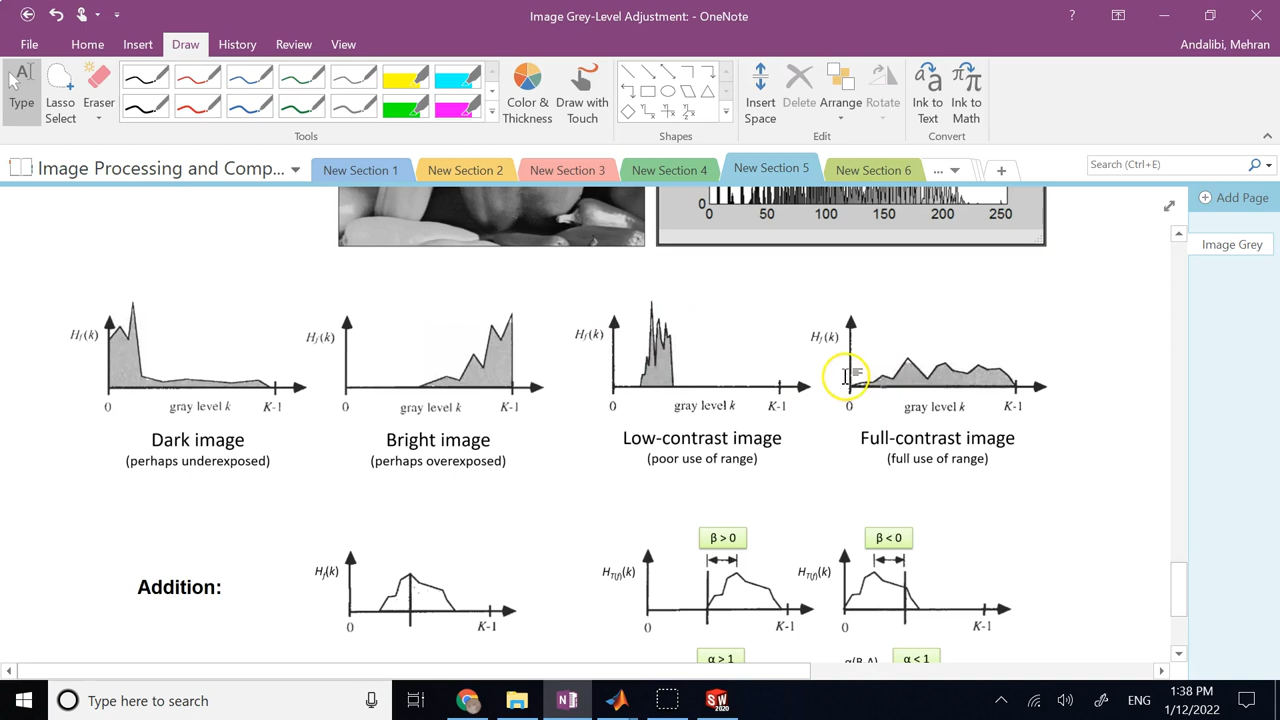 Image Grey-Level Adjustment: - OneNote
File Home Insert Draw History Review View
Andalibi, Mehran
Type
Lasso Select
Eraser
Color & Thickness
Draw with Touch
Insert Space
Delete
Arrange
Rotate
Ink to Text
Ink to Math
Tools Shapes Edit Convert
Image Processing and Comp...
New Section 1 New Section 2 New Section 3 New Section 4 New Section 5 New Section 6 ...
Search (Ctrl+E)
Add Page
Image Grey
0
0 50 100 150 200 250
Hf(k) Hf(k) Hf(k) Hf(k)
0 gray level k K-1 0 gray level k K-1 0 gray level k K-1 0 gray level k K-1
Dark image Bright image Low-contrast image Full-contrast image
(perhaps underexposed) (perhaps overexposed) (poor use of range) (full use of range)
β > 0 β < 0
Addition:
Hf(k) HT(f)(k) HT(f)(k)
0 K-1 0 K-1 0 K-1
α > 1 α(B-A) α < 1
Type here to search
ENG
1:38 PM
1/12/2022
SW
2020